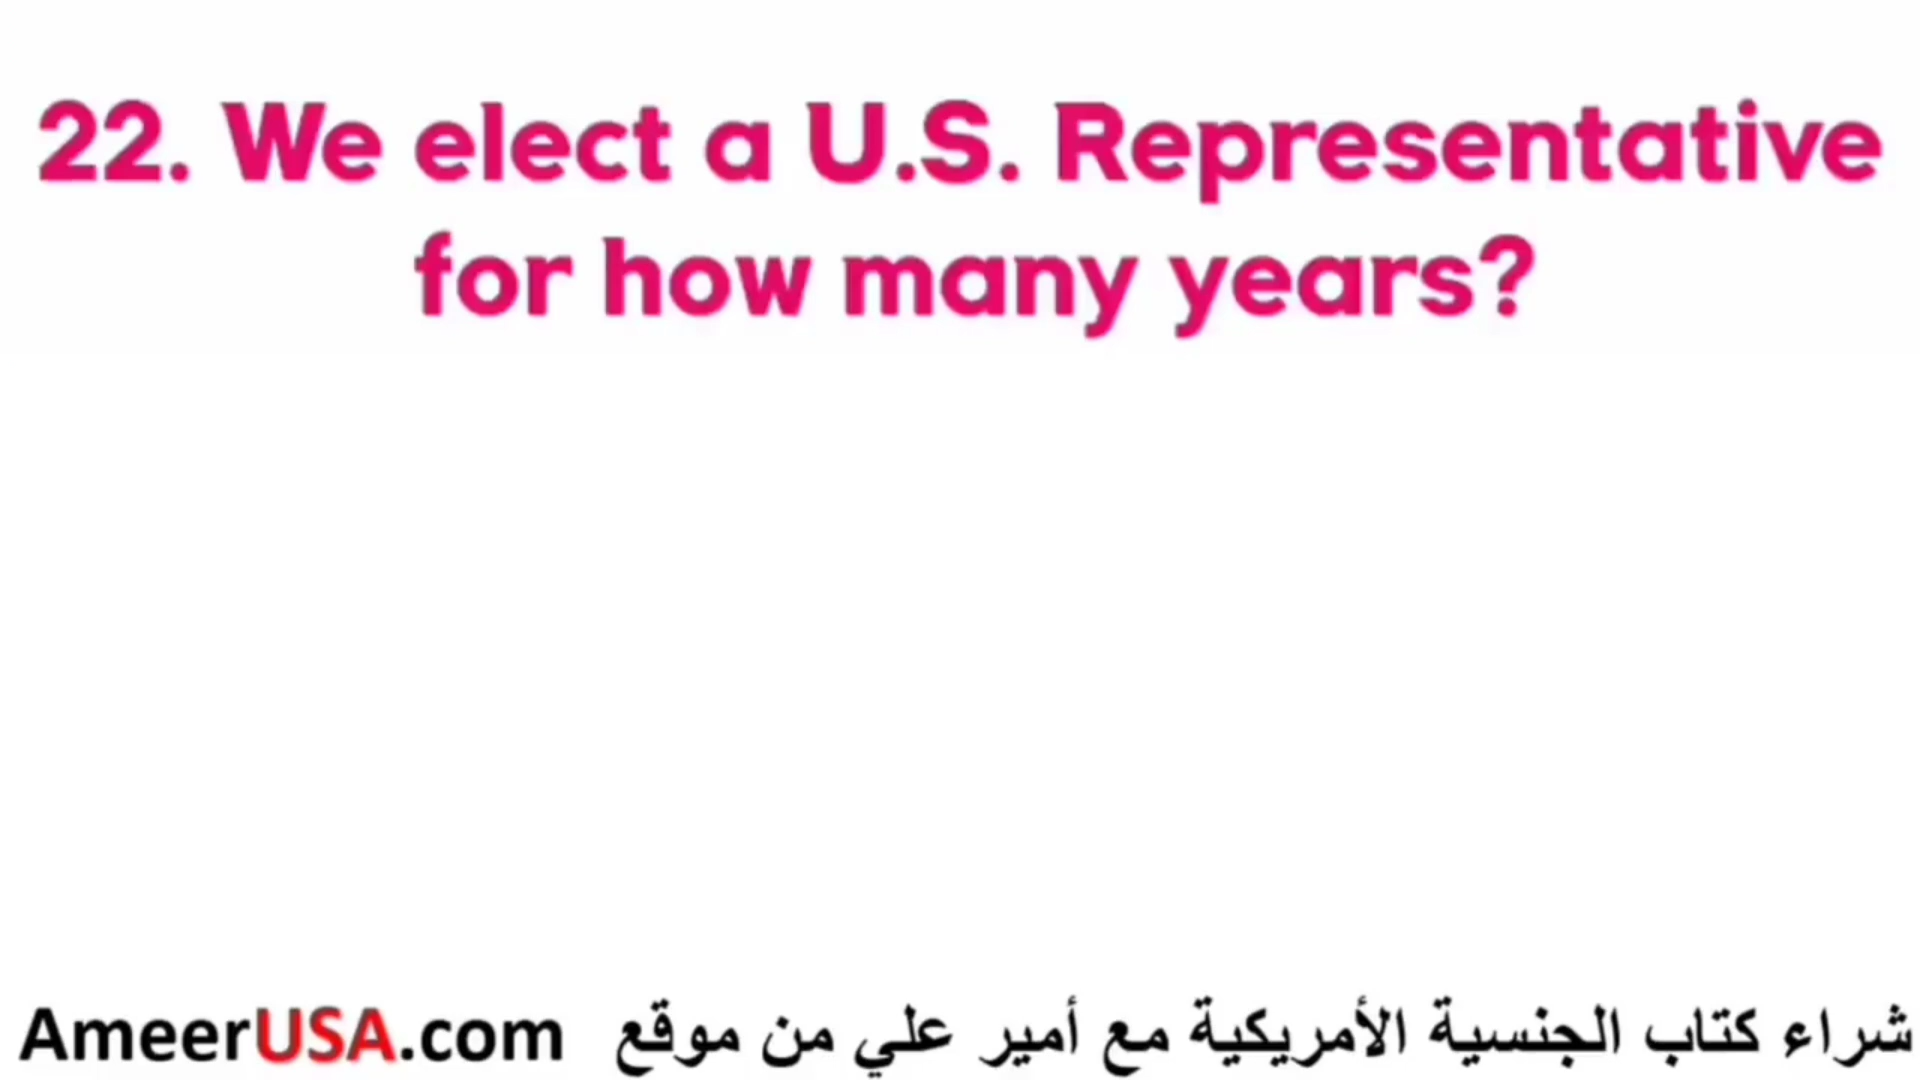 22. We elect a U.S. Representative
for how many years?
AmeerUSA.com شراء كتاب الجنسية الأمريكية مع أمير علي من موقع